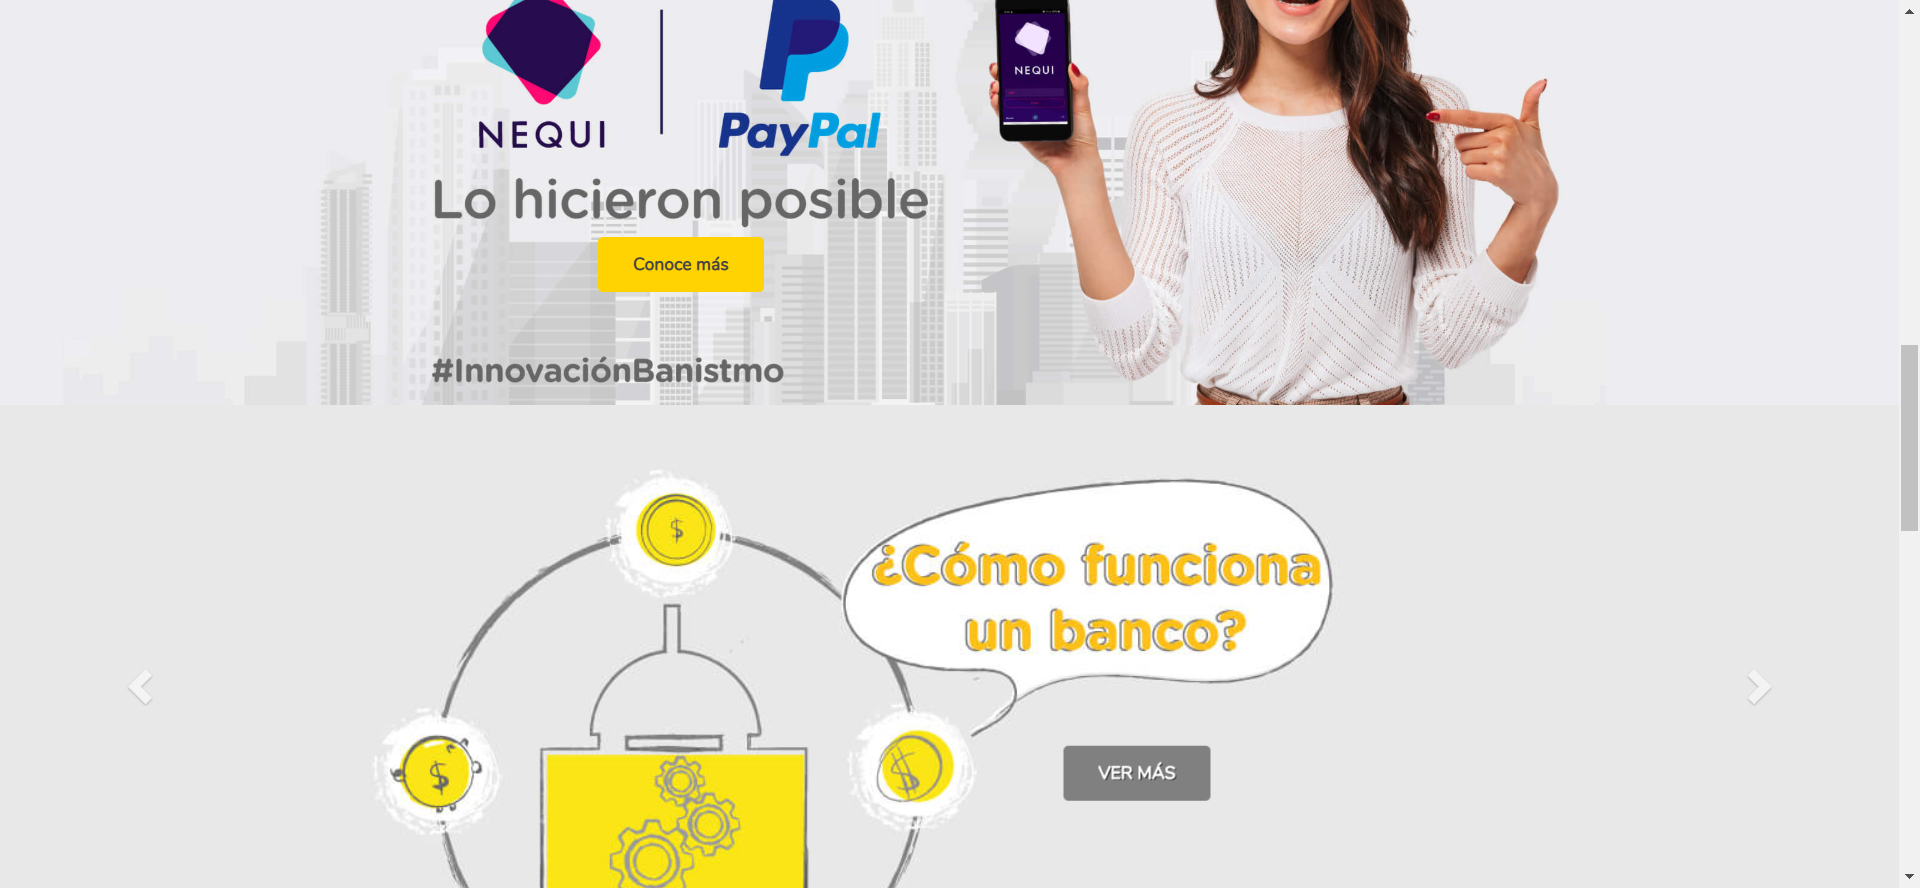 NEQUI
PayPal
NEQUI
Lo hicieron posible
Conoce más
#InnovaciónBanistmo
$
¿Cómo funciona
un banco?
$
$
VER MÁS